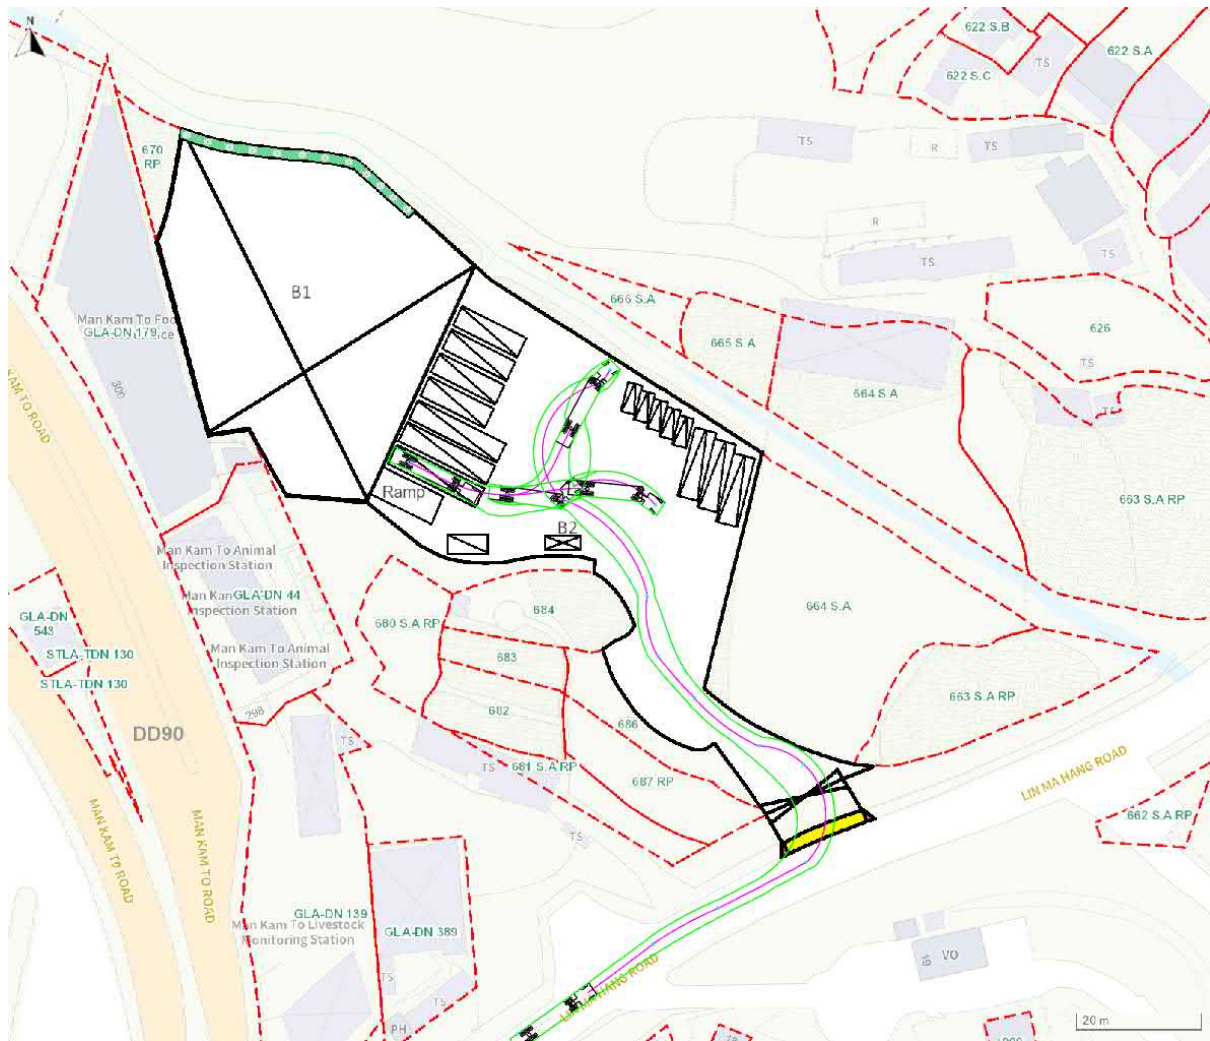 N
622 S.B
622 S.A
TS
622 S.C
TS
R
TS
670
RP
R
TS
TS
B1
666 S.A
626
Man Kam To Foo
GLA-DN 179
665 S.A
TS
300
664 S.A
TS
KAM TO ROAD
Ramp
663 S.A RP
B2
Man Kam To Animal
Inspection Station
Man Kam
GLA-DN 44
Inspection Station
684
664 S.A
GLA-DN
543
680 S.A RP
STLA-TDN 130
Man Kam To Animal
Inspection Station
683
STLA-TDN 130
663 S.A RP
682
298
686
DD90
TS
TS
681 S.A RP
687 RP
LIN MA HANG ROAD
MAN KAM TO ROAD
MAN KAM TO ROAD
662 S.A RP
TS
GLA-DN 139
Man Kam To Livestock
Monitoring Station
GLA-DN 389
VO
19
TS
LIN MA HANG ROAD
TS
PH
20 m